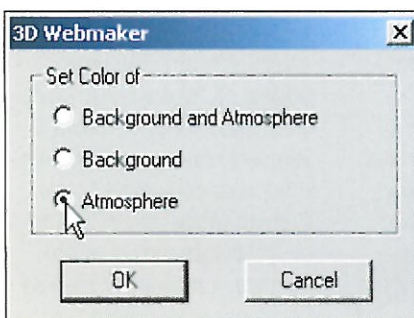 3D Webmaker
Set Color of
Background and Atmosphere
Background
Atmosphere
OK
Cancel